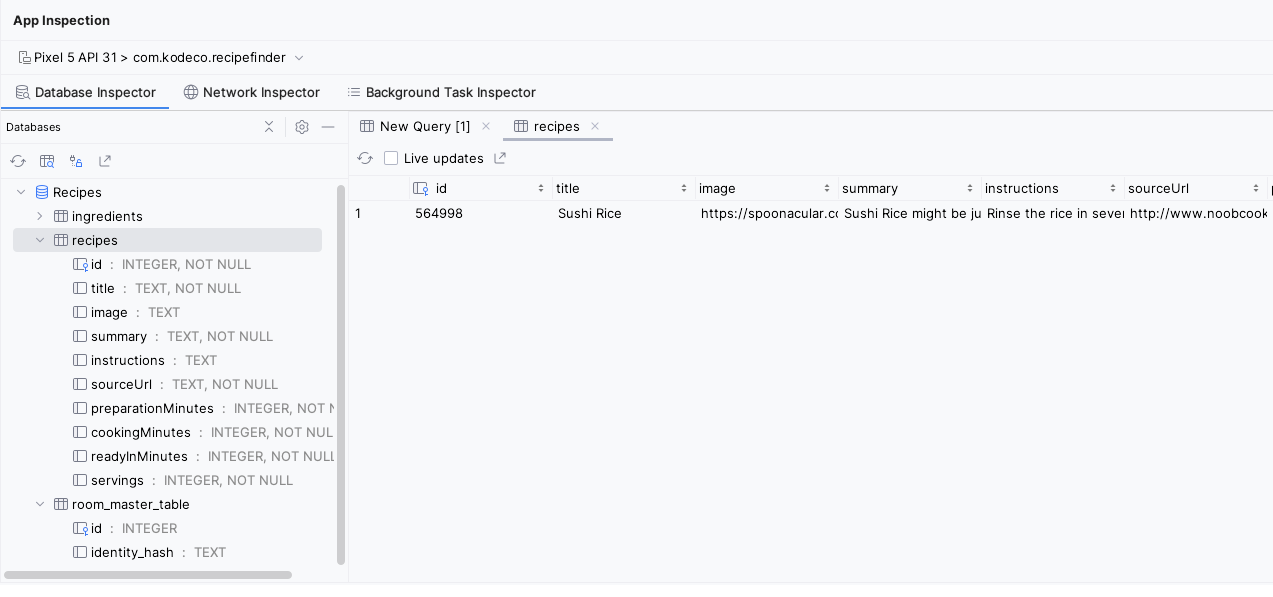 App Inspection
Pixel 5 API 31 > com.kodeco.recipefinder
Database Inspector Network Inspector Background Task Inspector
Databases
New Query [1] recipes
Live updates
id title image summary instructions sourceUrl
1 564998 Sushi Rice https://spoonacular.cc Sushi Rice might be ju Rinse the rice in sever http://www.noobcook
Recipes
ingredients
recipes
id : INTEGER, NOT NULL
title : TEXT, NOT NULL
image : TEXT
summary : TEXT, NOT NULL
instructions : TEXT
sourceUrl : TEXT, NOT NULL
preparationMinutes : INTEGER, NOT N
cookingMinutes : INTEGER, NOT NUL
readyInMinutes : INTEGER, NOT NULL
servings : INTEGER, NOT NULL
room_master_table
id : INTEGER
identity_hash : TEXT